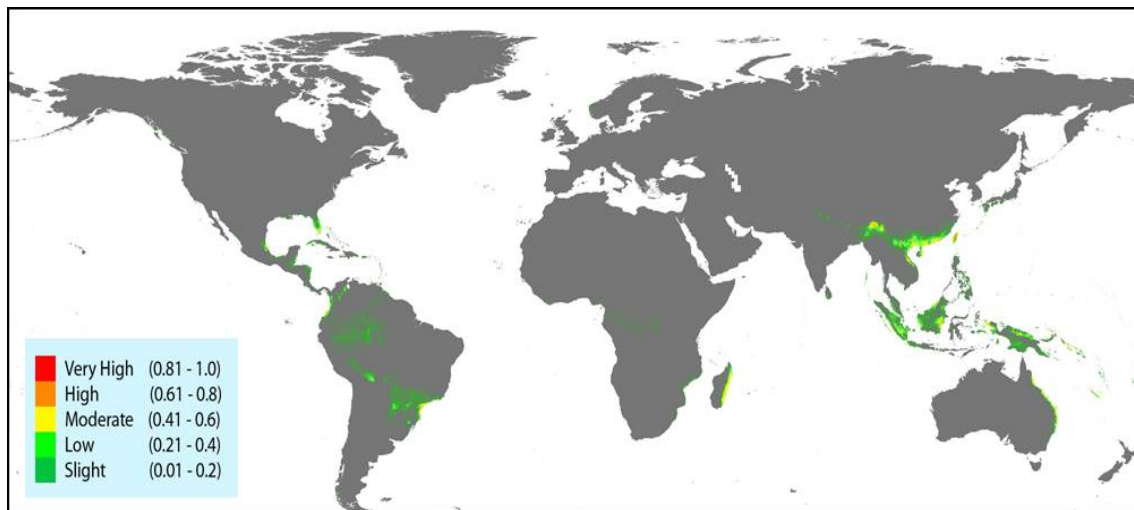 Very High (0.81 - 1.0)
High (0.61 - 0.8)
Moderate (0.41 - 0.6)
Low (0.21 - 0.4)
Slight (0.01 - 0.2)